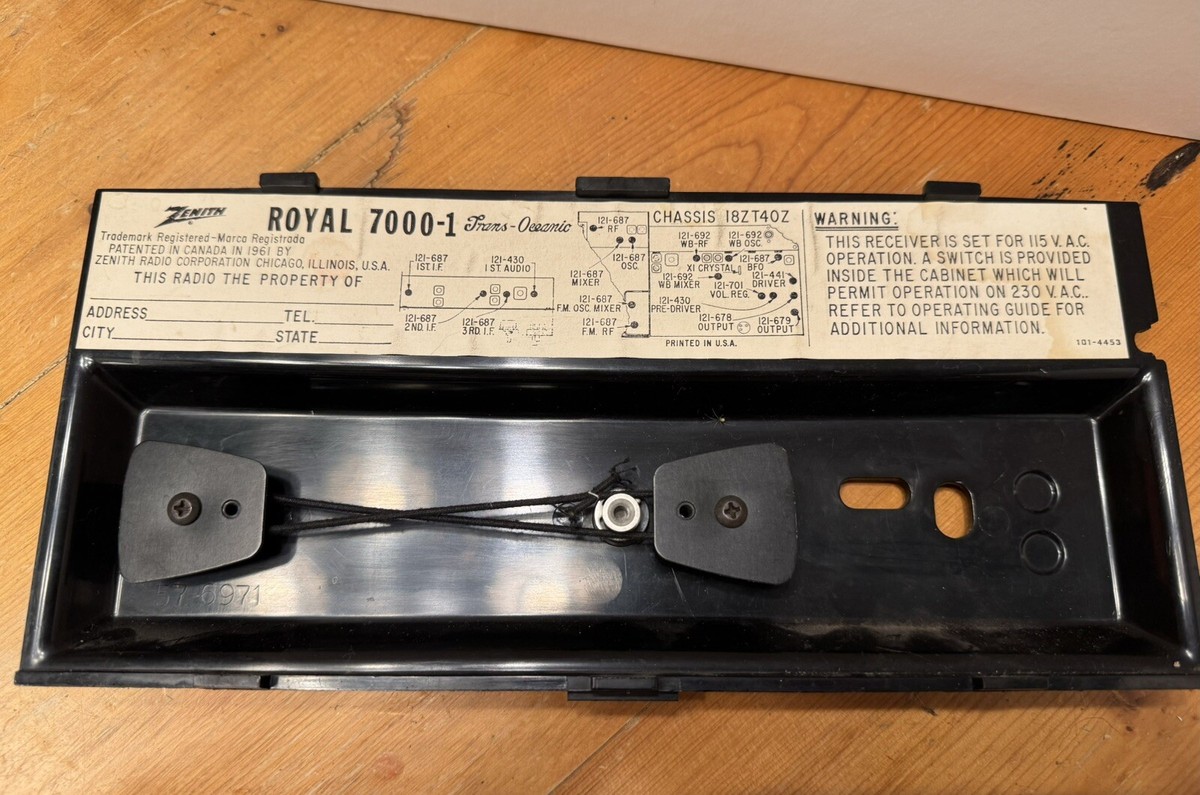 ZENITH
ROYAL 7000-1 Trans-Oceanic
Trademark Registered-Marca Registrada
PATENTED IN CANADA IN 1961 BY
ZENITH RADIO CORPORATION CHICAGO, ILLINOIS, U.S.A.
THIS RADIO THE PROPERTY OF
ADDRESS TEL.
CITY STATE
121-687
1ST. I.F.
121-430
1 ST. AUDIO
121-687
2ND. I.F.
121-687
3RD. I.F.
121-687
RF
121-687
OSC.
121-687
MIXER
121-687
F.M. OSC. MIXER
121-687
F.M. RF
CHASSIS 18ZT40Z
121-692
WB-RF
121-692
WB OSC.
X1 CRYSTAL
121-687
BFO
121-692
WB MIXER
121-441
DRIVER
121-701
VOL. REG.
121-430
PRE-DRIVER
121-678
OUTPUT
121-679
OUTPUT
PRINTED IN U.S.A.
WARNING:
THIS RECEIVER IS SET FOR 115 V. A.C.
OPERATION. A SWITCH IS PROVIDED
INSIDE THE CABINET WHICH WILL
PERMIT OPERATION ON 230 V. A.C..
REFER TO OPERATING GUIDE FOR
ADDITIONAL INFORMATION.
101-4453
57-6971